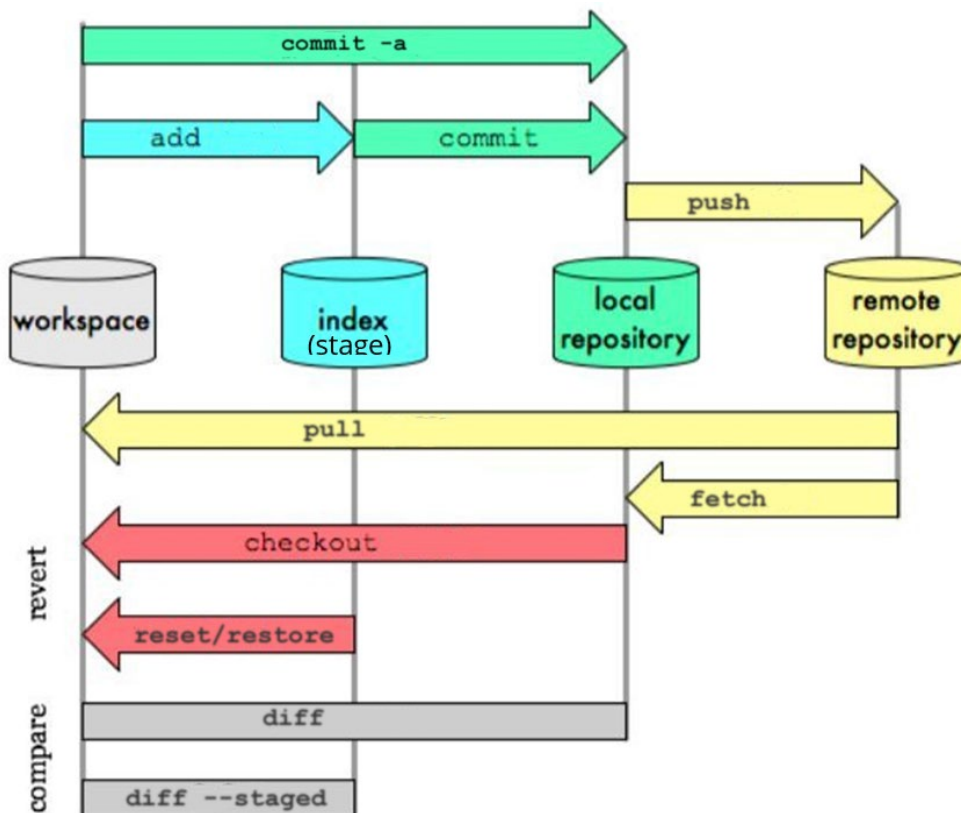 commit -a
add
commit
push
workspace
index
(stage)
local
repository
remote
repository
pull
fetch
revert
checkout
reset/restore
compare
diff
diff --staged